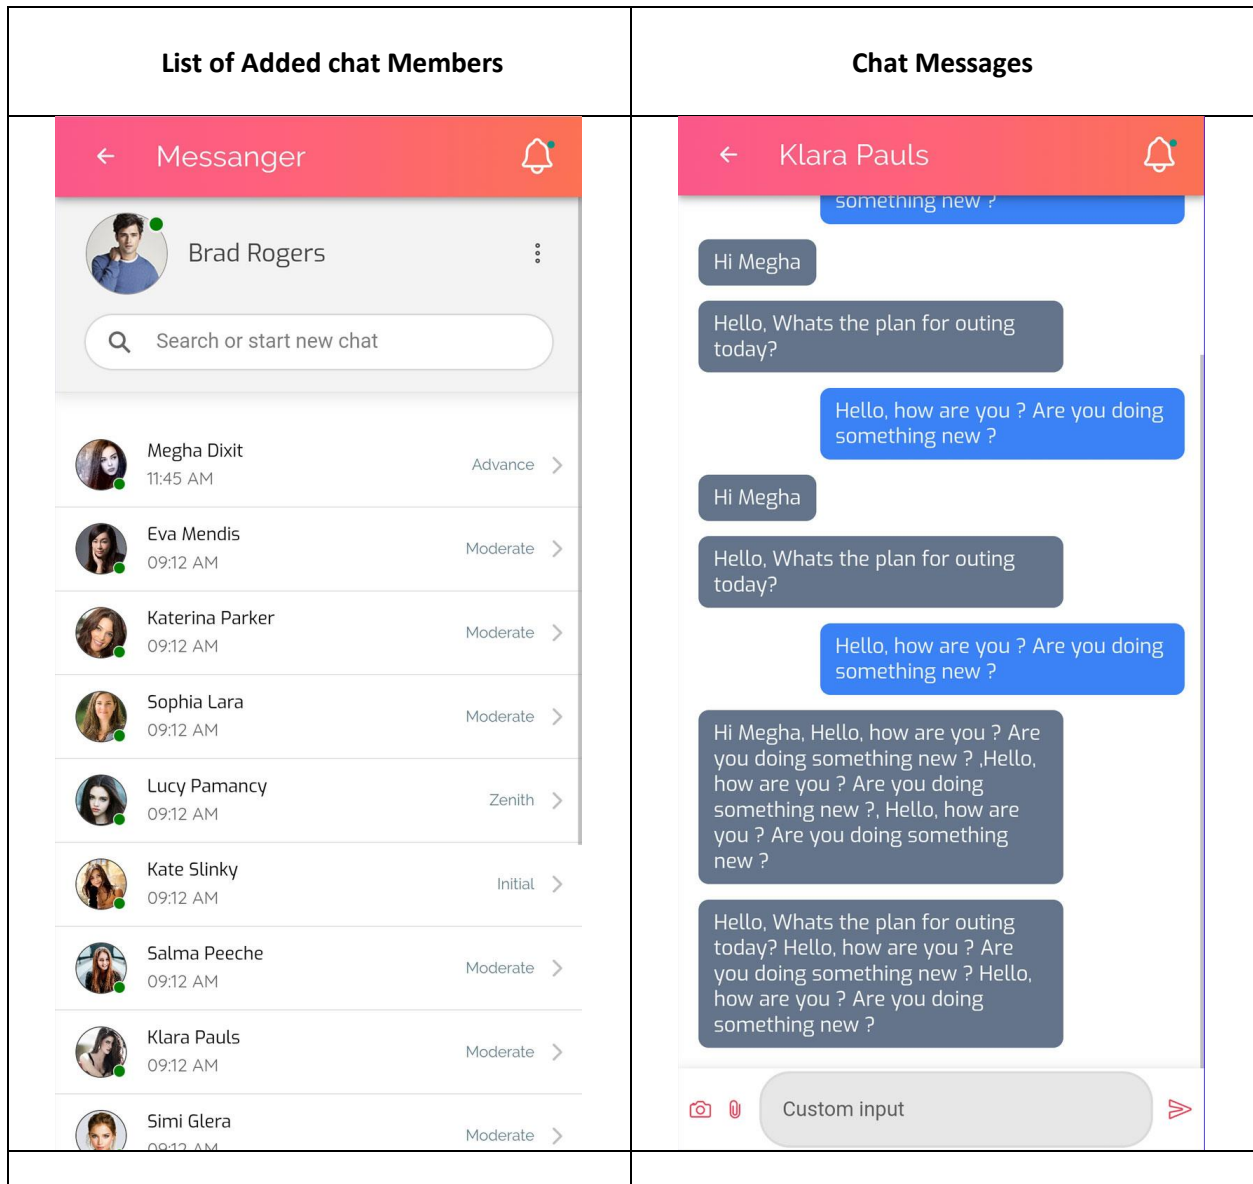 List of Added chat Members
Chat Messages
Messanger
Brad Rogers
Search or start new chat
Megha Dixit
11:45 AM
Advance
Eva Mendis
09:12 AM
Moderate
Katerina Parker
09:12 AM
Moderate
Sophia Lara
09:12 AM
Moderate
Lucy Pamancy
09:12 AM
Zenith
Kate Slinky
09:12 AM
Initial
Salma Peeche
09:12 AM
Moderate
Klara Pauls
09:12 AM
Moderate
Simi Glera
09:12 AM
Moderate
Klara Pauls
something new ?
Hi Megha
Hello, Whats the plan for outing
today?
Hello, how are you ? Are you doing
something new ?
Hi Megha
Hello, Whats the plan for outing
today?
Hello, how are you ? Are you doing
something new ?
Hi Megha, Hello, how are you ? Are
you doing something new ? ,Hello,
how are you ? Are you doing
something new ?, Hello, how are
you ? Are you doing something
new ?
Hello, Whats the plan for outing
today? Hello, how are you ? Are
you doing something new ? Hello,
how are you ? Are you doing
something new ?
Custom input